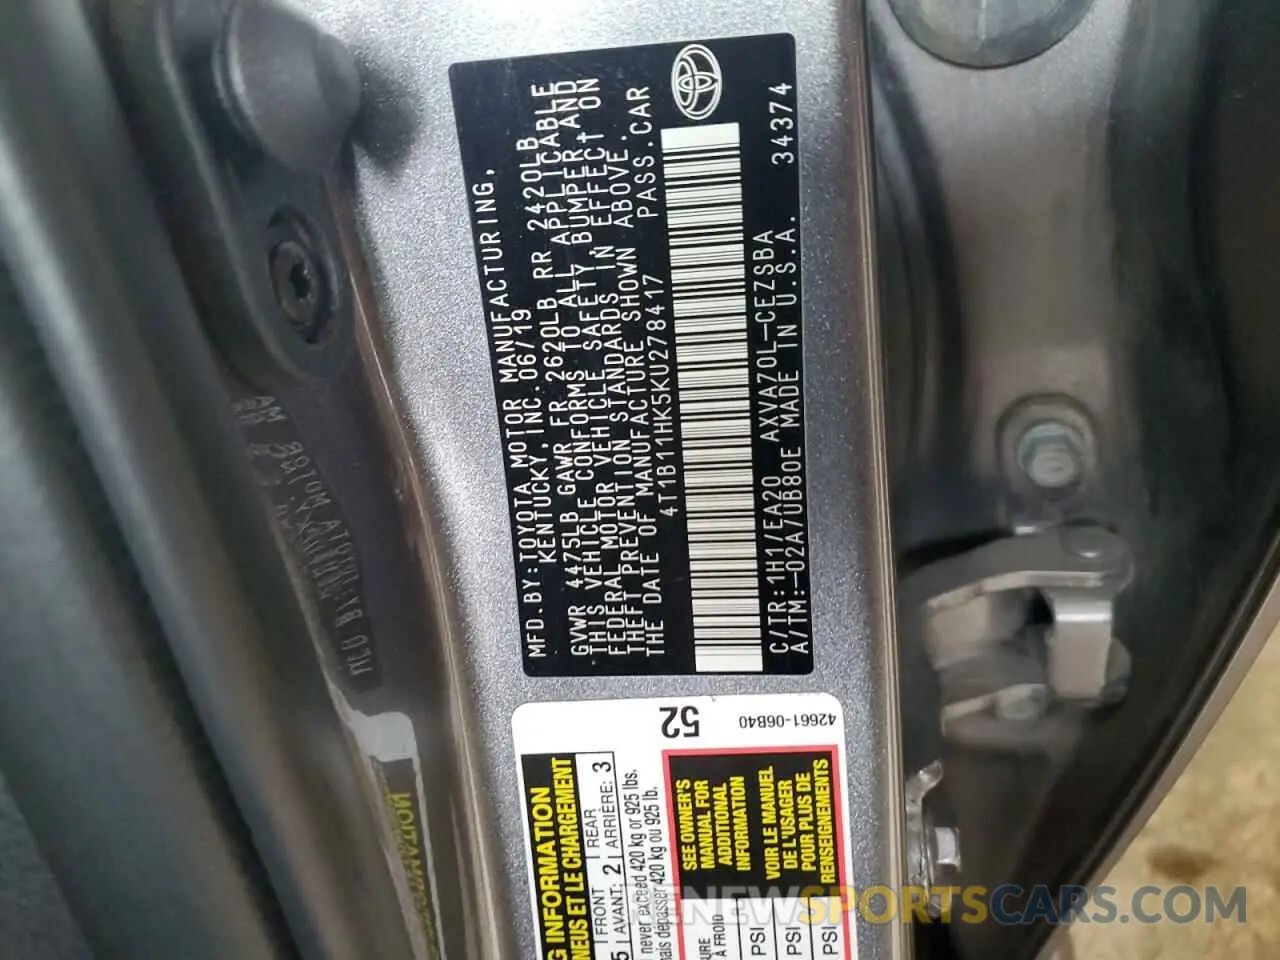 MFD.BY:TOYOTA MOTOR MANUFACTURING,
KENTUCKY, INC 06/19
GVWR 4475LB GAWR FR 2620LB RR 2420LB
THIS VEHICLE CONFORMS TO ALL APPLICABLE
FEDERAL MOTOR VEHICLE SAFETY,BUMPER,AND
THEFT PREVENTION STANDARDS IN EFFECT ON
THE DATE OF MANUFACTURE SHOWN ABOVE.
4T1B11HK5KU278417 PASS.CAR
C/TR:1H1/EA20 AXVA70L-CEZSBA
A/TM:-02A/UB80E MADE IN U.S.A. 34374
52
42661-06B40
INFORMATION
ET LE CHARGEMENT
5 FRONT REAR
AVANT: 2 ARRIÈRE: 3
never exceed 420 kg or 925 lbs.
dépasser 420 kg ou 925 lb.
SEE OWNER'S
MANUAL FOR
ADDITIONAL
INFORMATION
VOIR LE MANUEL
DE L'USAGER
POUR PLUS DE
RENSEIGNEMENTS
À FROID
PSI
PSI
PSI
RENEWSPORTSCARS.COM